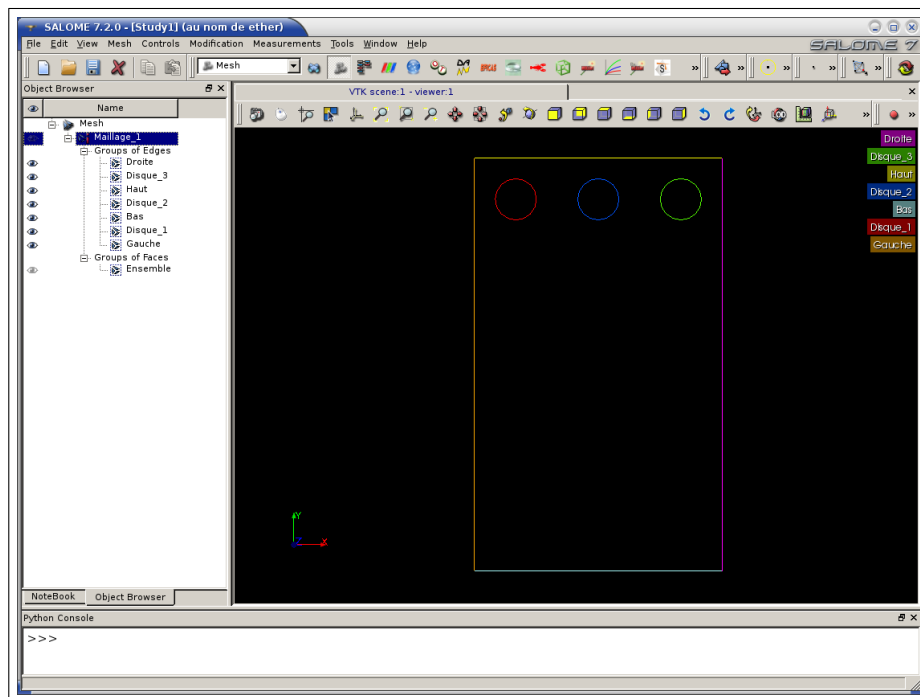 SALOME 7.2.0 - [Study1] (au nom de ether)
File Edit View Mesh Controls Modification Measurements Tools Window Help
SALOME 7
Mesh
Object Browser
VTK scene:1 - viewer:1
Name
Mesh
Maillage_1
Groups of Edges
Droite
Disque_3
Haut
Disque_2
Bas
Disque_1
Gauche
Groups of Faces
Ensemble
Droite
Disque_3
Haut
Disque_2
Bas
Disque_1
Gauche
Y
Z
X
NoteBook
Object Browser
Python Console
>>>